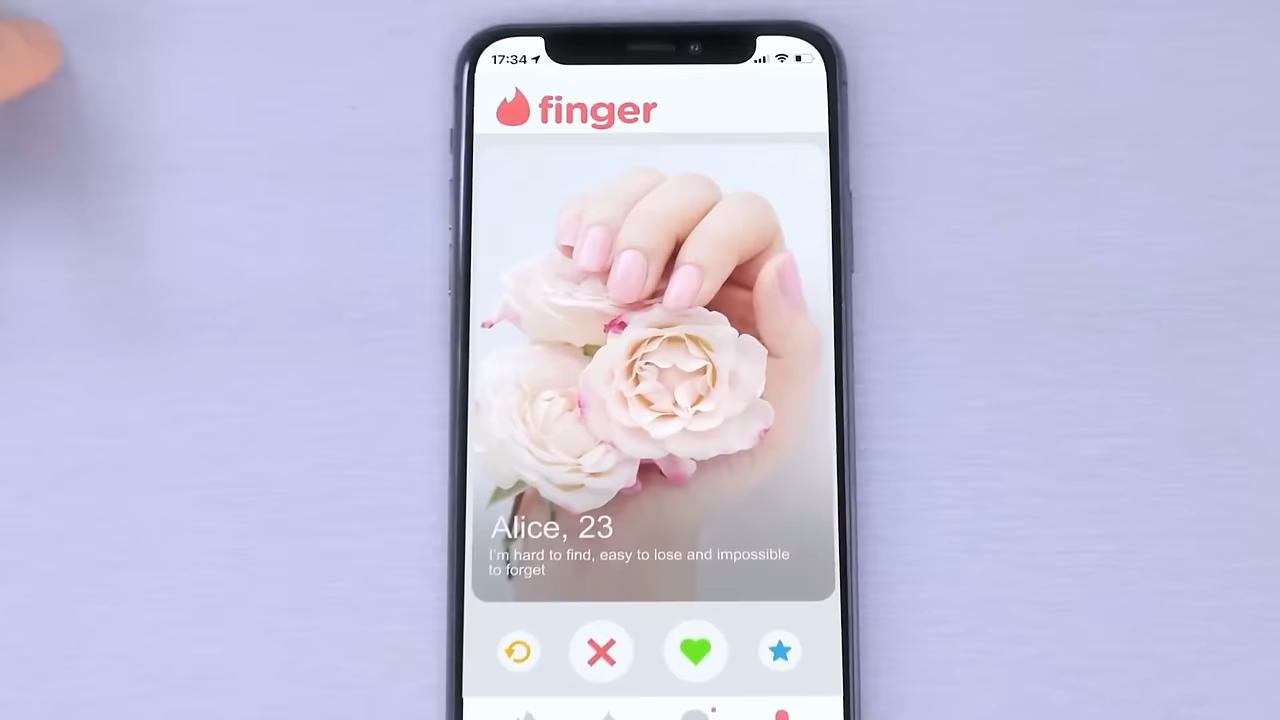 17:34
finger
Alice, 23
I'm hard to find, easy to lose and impossible
to forget